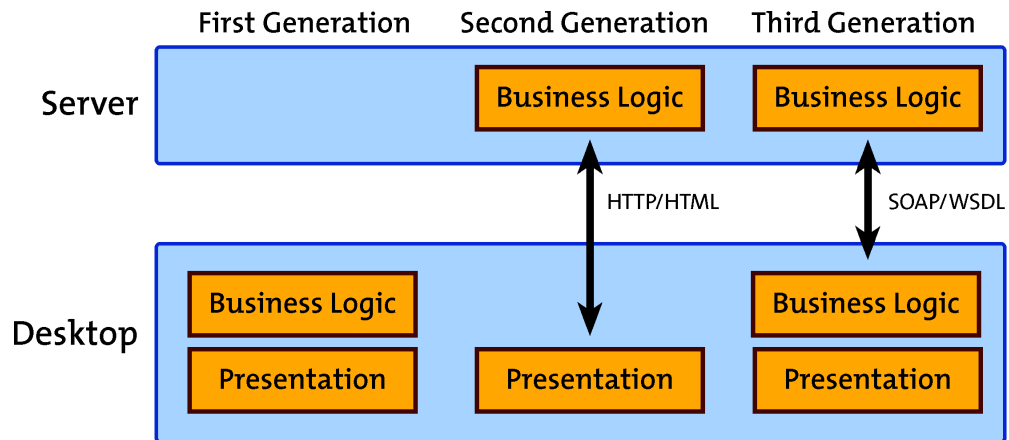 First Generation
Second Generation
Third Generation
Server
Business Logic
Business Logic
HTTP/HTML
SOAP/WSDL
Desktop
Business Logic
Business Logic
Presentation
Presentation
Presentation